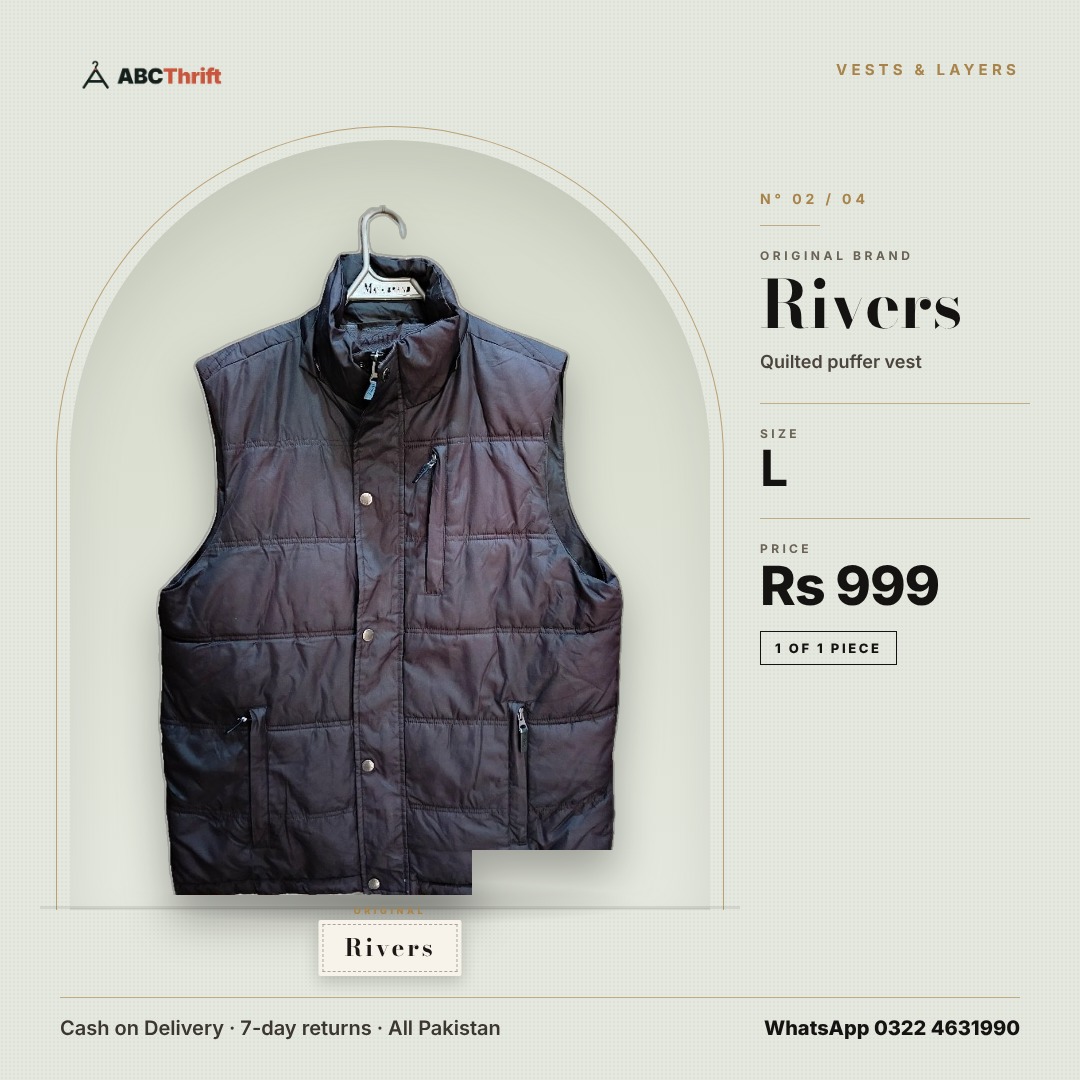 ABCThrift
VESTS & LAYERS
N° 02 / 04
ORIGINAL BRAND
Rivers
Quilted puffer vest
SIZE
L
PRICE
Rs 999
1 OF 1 PIECE
ORIGINAL
Rivers
Cash on Delivery · 7-day returns · All Pakistan
WhatsApp 0322 4631990